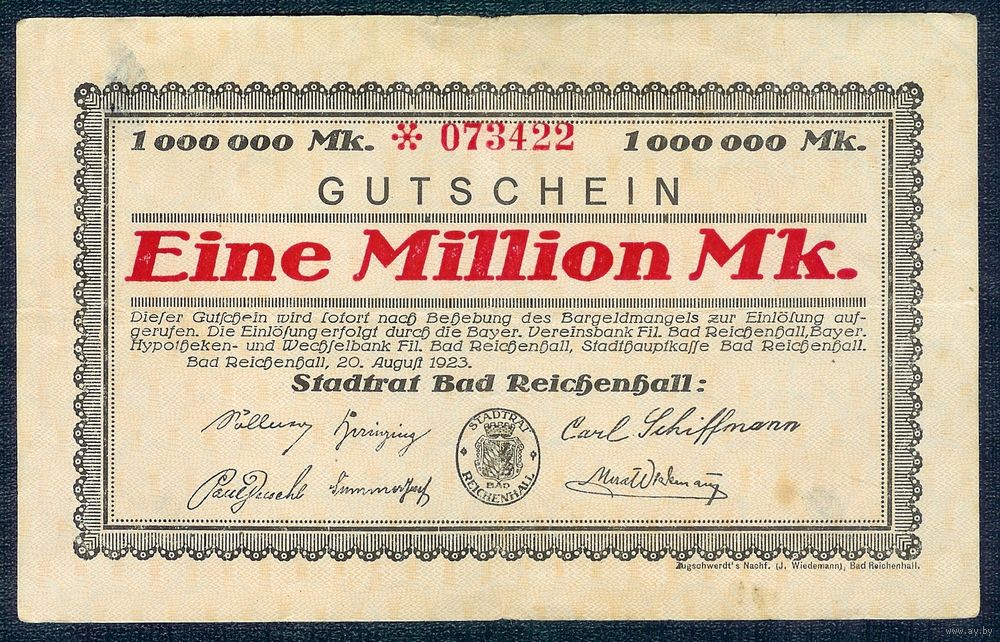 1 000 000 Mk. * 073422 1 000 000 Mk.
GUTSCHEIN
Eine Million Mk.
Dieser Gutschein wird sofort nach Behebung des Bargeldmangels zur Einlösung auf-
gerufen. Die Einlösung erfolgt durch die Bayer. Vereinsbank Fil. Bad Reichenhall, Bayer.
Hypotheken- und Wechselbank Fil. Bad Reichenhall, Stadthauptkasse Bad Reichenhall.
Bad Reichenhall, 20. August 1923.
Stadtrat Bad Reichenhall:
Carl Schiffmann
STADTRAT
BAD
REICHENHALL
Zugschwerdt's Nachf. (J. Wiedemann), Bad Reichenhall.
www.ay.by